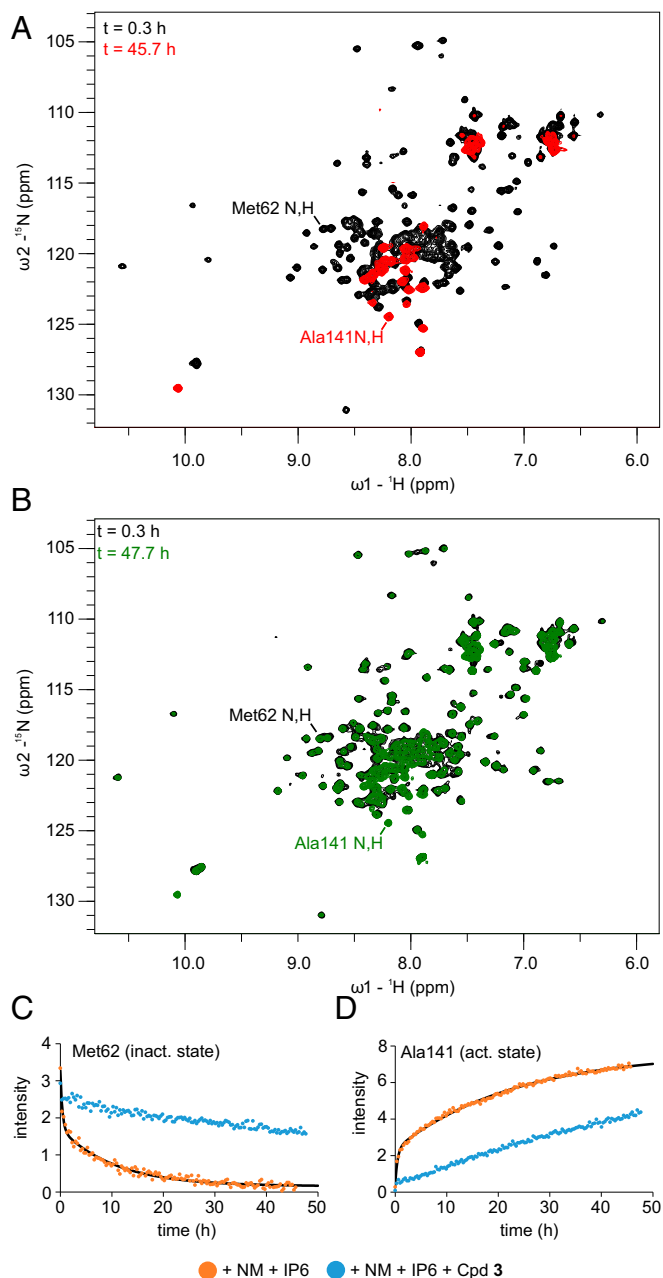 A
t = 0.3 h
t = 45.7 h
105
110
115
120
125
130
Met62 N,H
Ala141N,H
ω2 -¹⁵N (ppm)
10.0 9.0 8.0 7.0 6.0
ω1 - ¹H (ppm)
B
t = 0.3 h
t = 47.7 h
105
110
115
120
125
130
Met62 N,H
Ala141 N,H
ω2 -¹⁵N (ppm)
10.0 9.0 8.0 7.0 6.0
ω1 - ¹H (ppm)
C
Met62 (inact. state)
intensity
4
3
2
1
0
0 10 20 30 40 50
time (h)
D
Ala141 (act. state)
intensity
8
6
4
2
0
0 10 20 30 40 50
time (h)
+ NM + IP6 + NM + IP6 + Cpd 3